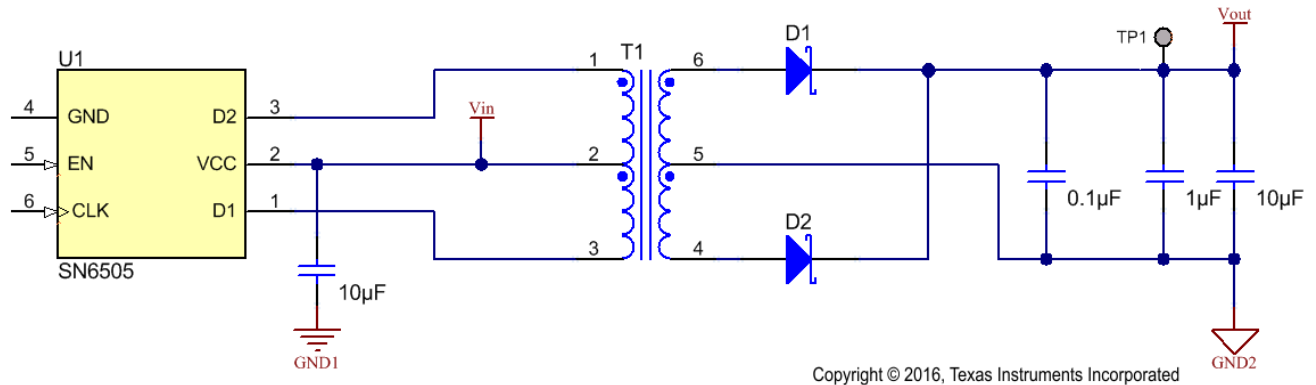 Vout
D1
TP1
U1
T1
1
6
Vin
4
GND
D2
3
5
EN
VCC
2
2
5
0.1µF
1µF
10µF
6
CLK
D1
1
D2
3
4
SN6505
10µF
GND1
GND2
Copyright © 2016, Texas Instruments Incorporated